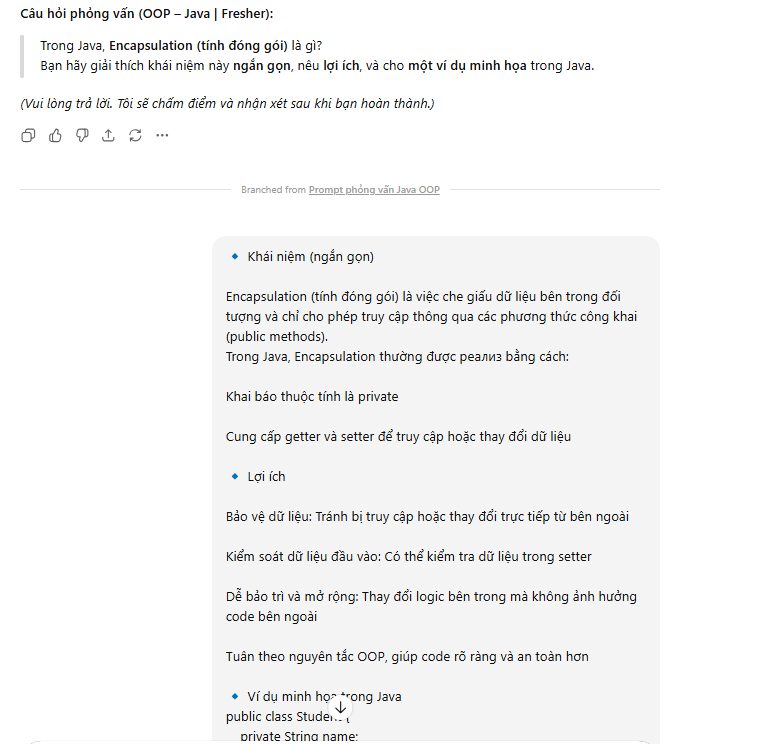 Câu hỏi phỏng vấn (OOP – Java | Fresher):
Trong Java, Encapsulation (tính đóng gói) là gì?
Bạn hãy giải thích khái niệm này ngắn gọn, nêu lợi ích, và cho một ví dụ minh họa trong Java.
(Vui lòng trả lời. Tôi sẽ chấm điểm và nhận xét sau khi bạn hoàn thành.)
Branched from Prompt phỏng vấn Java OOP
🔹 Khái niệm (ngắn gọn)
Encapsulation (tính đóng gói) là việc che giấu dữ liệu bên trong đối
tượng và chỉ cho phép truy cập thông qua các phương thức công khai
(public methods).
Trong Java, Encapsulation thường được реализ bằng cách:
Khai báo thuộc tính là private
Cung cấp getter và setter để truy cập hoặc thay đổi dữ liệu
🔹 Lợi ích
Bảo vệ dữ liệu: Tránh bị truy cập hoặc thay đổi trực tiếp từ bên ngoài
Kiểm soát dữ liệu đầu vào: Có thể kiểm tra dữ liệu trong setter
Dễ bảo trì và mở rộng: Thay đổi logic bên trong mà không ảnh hưởng
code bên ngoài
Tuân theo nguyên tắc OOP, giúp code rõ ràng và an toàn hơn
🔹 Ví dụ minh họa trong Java
public class Student {
private String name;